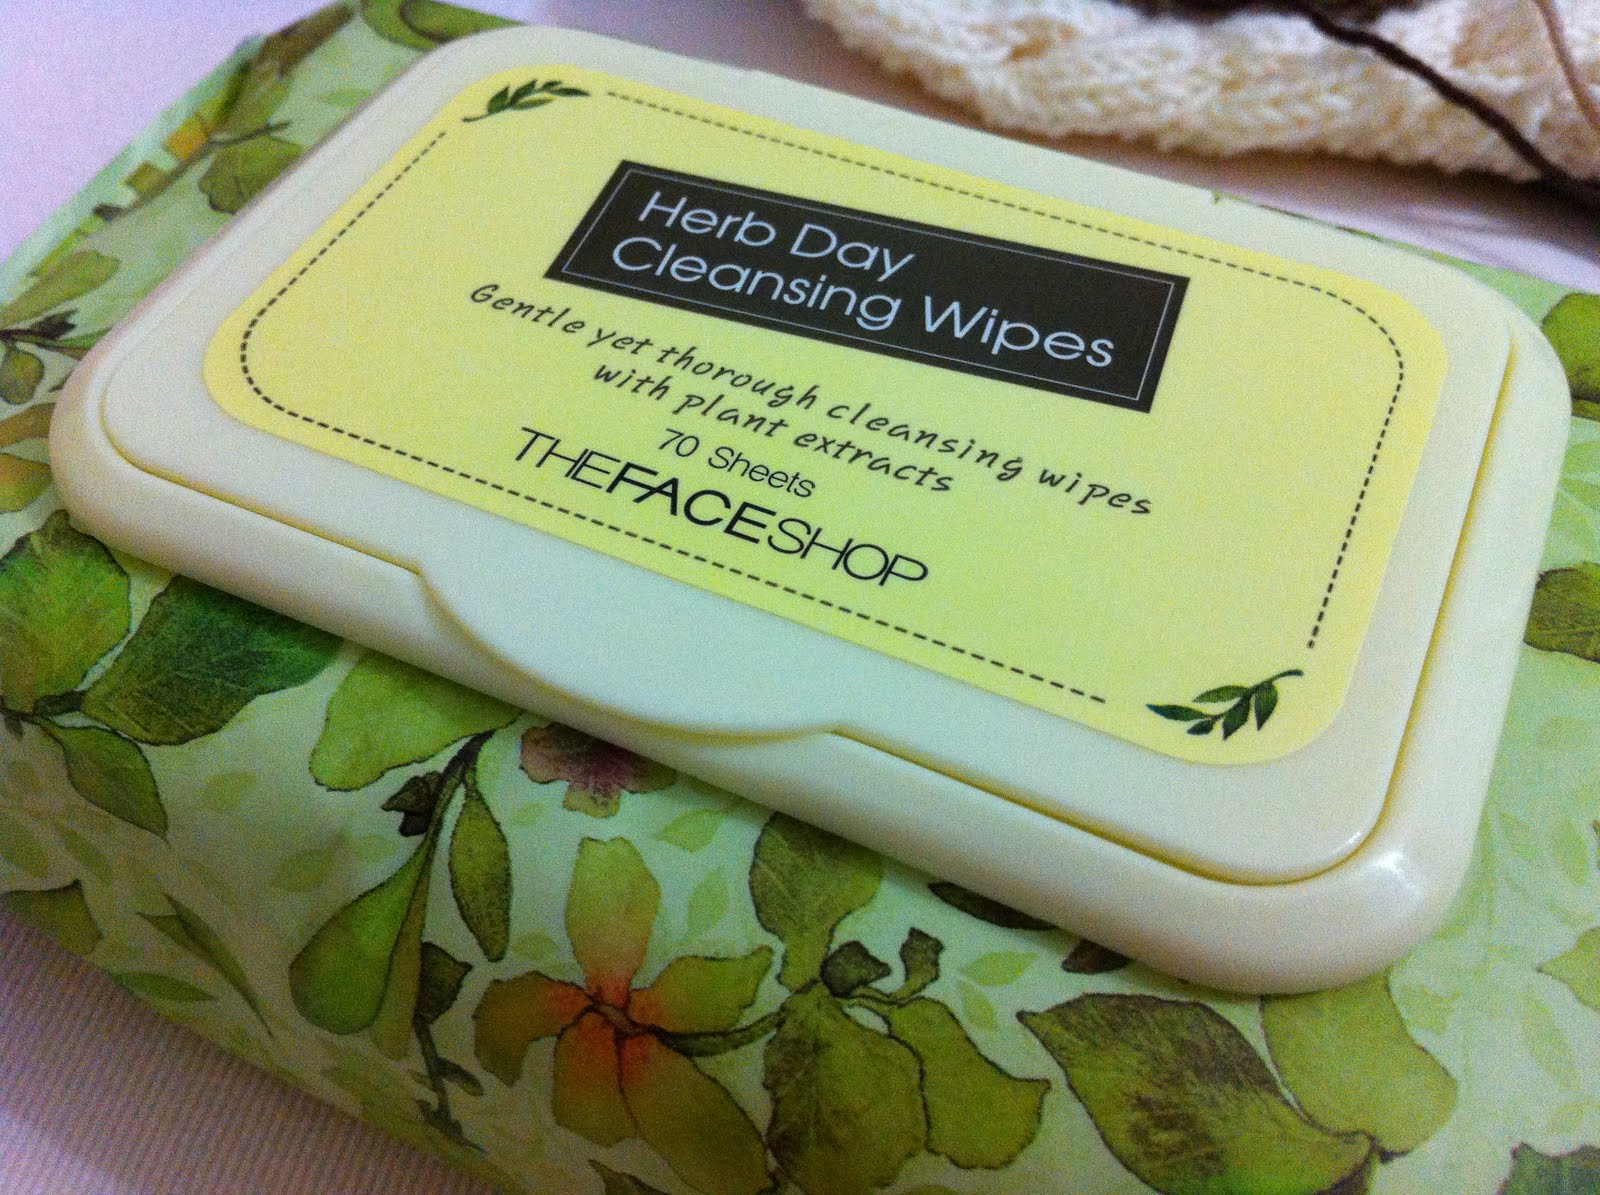 Herb Day
Cleansing Wipes
Gentle yet thorough cleansing wipes
with plant extracts
70 Sheets
THEFACESHOP